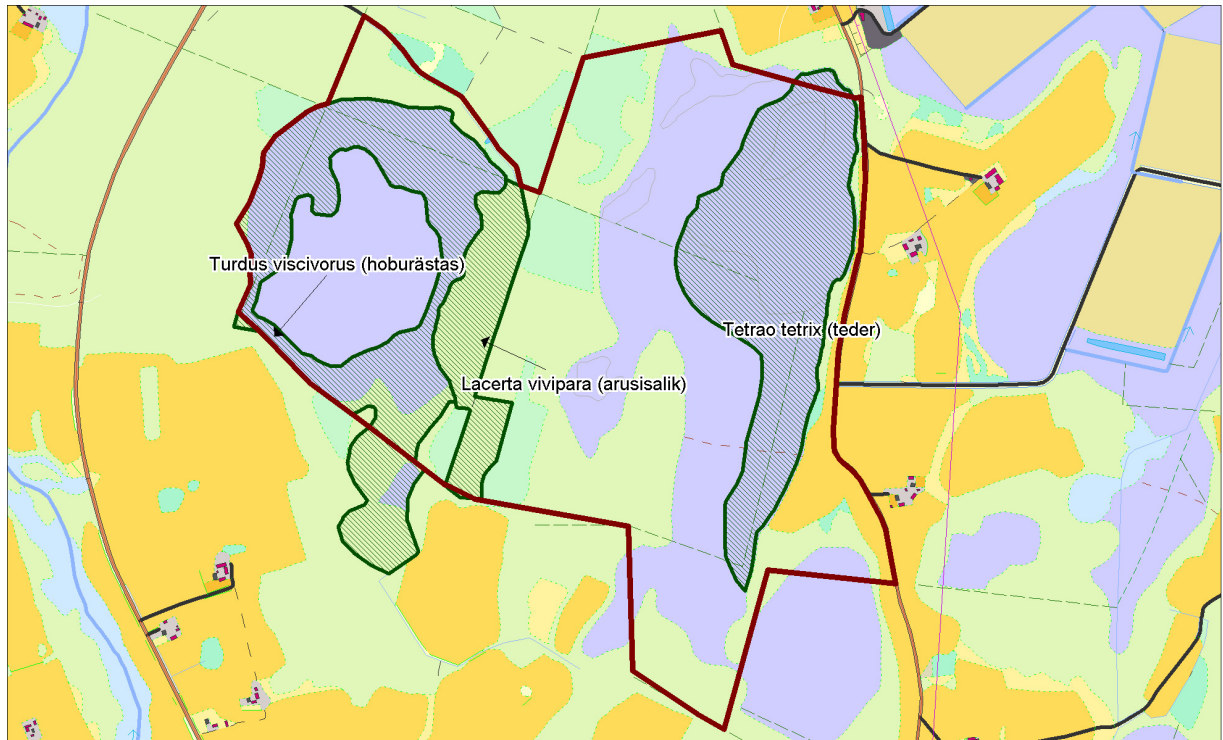 Turdus viscivorus (hoburästas)
Tetrao tetrix (teder)
Lacerta vivipara (arusisalik)